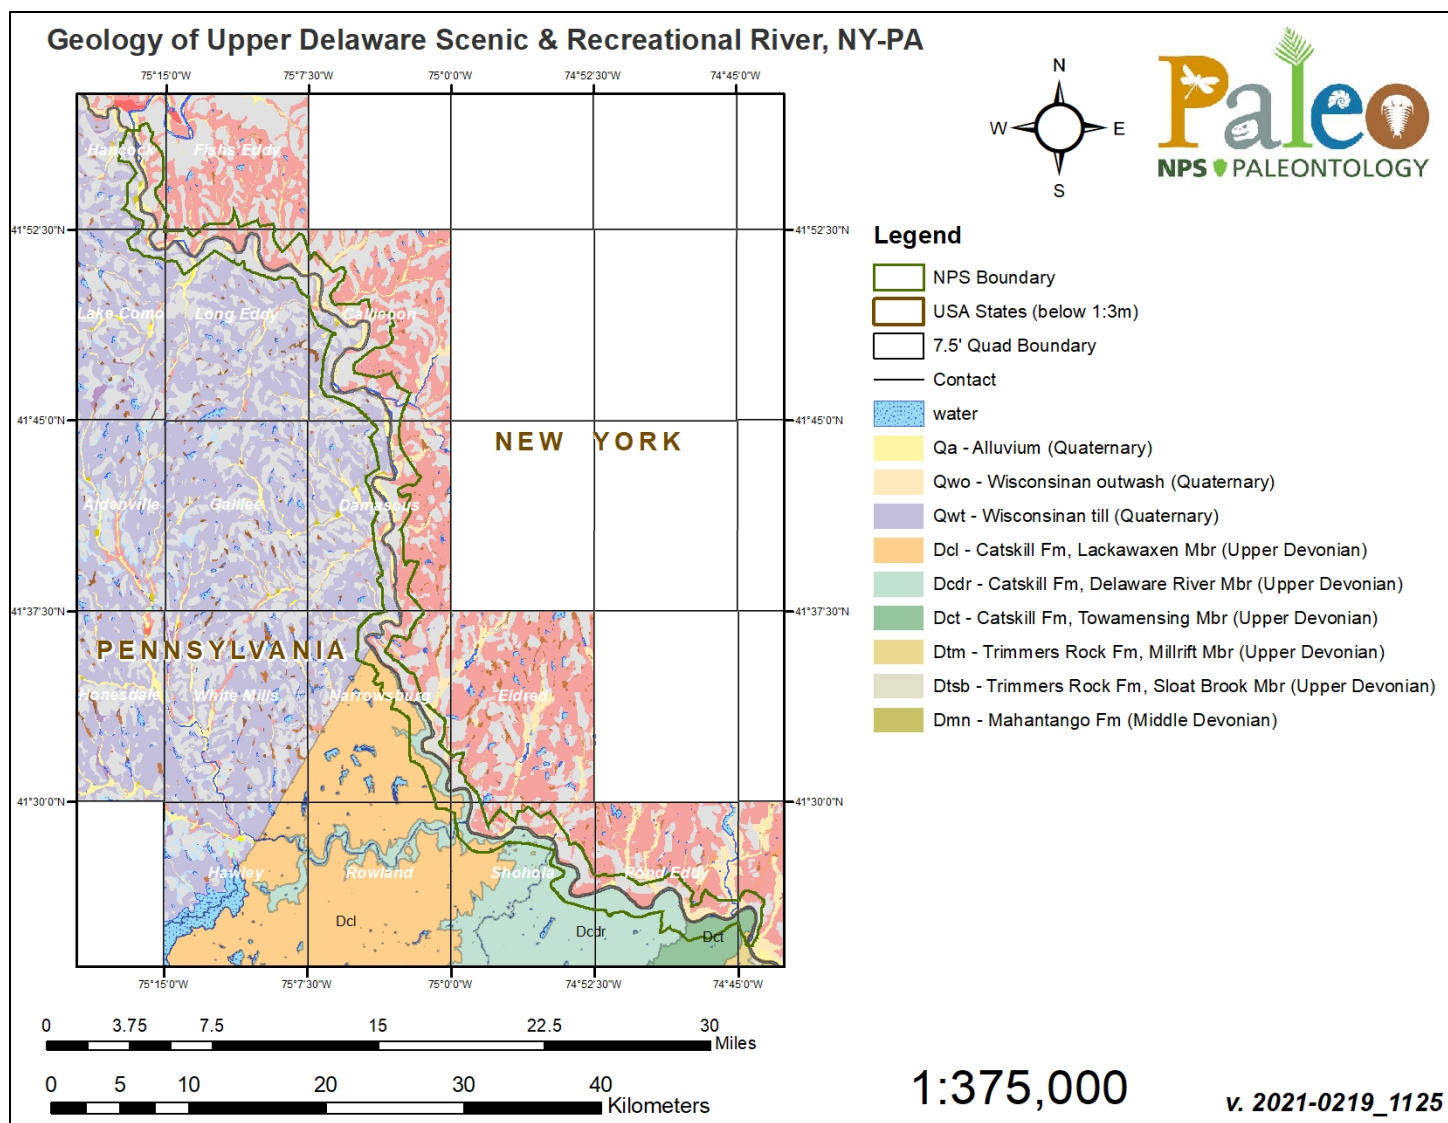 Geology of Upper Delaware Scenic & Recreational River, NY-PA
75°15'0"W 75°7'30"W 75°0'0"W 74°52'30"W 74°45'0"W
N
W E
S
Paleo
NPS PALEONTOLOGY
Hancock Fishs Eddy
41°52'30"N 41°52'30"N
Lake Como Long Eddy Callicoon
41°45'0"N 41°45'0"N
NEW YORK
Aldenville Galilee Damascus
41°37'30"N 41°37'30"N
PENNSYLVANIA
Honesdale White Mills Narrowsburg Eldred
41°30'0"N 41°30'0"N
Hawley Rowland Shohola Pond Eddy
Dcl Dcdr Dct
75°15'0"W 75°7'30"W 75°0'0"W 74°52'30"W 74°45'0"W
Legend
NPS Boundary
USA States (below 1:3m)
7.5' Quad Boundary
Contact
water
Qa - Alluvium (Quaternary)
Qwo - Wisconsinan outwash (Quaternary)
Qwt - Wisconsinan till (Quaternary)
Dcl - Catskill Fm, Lackawaxen Mbr (Upper Devonian)
Dcdr - Catskill Fm, Delaware River Mbr (Upper Devonian)
Dct - Catskill Fm, Towamensing Mbr (Upper Devonian)
Dtm - Trimmers Rock Fm, Millrift Mbr (Upper Devonian)
Dtsb - Trimmers Rock Fm, Sloat Brook Mbr (Upper Devonian)
Dmn - Mahantango Fm (Middle Devonian)
0 3.75 7.5 15 22.5 30
Miles
0 5 10 20 30 40
Kilometers
1:375,000
v. 2021-0219_1125